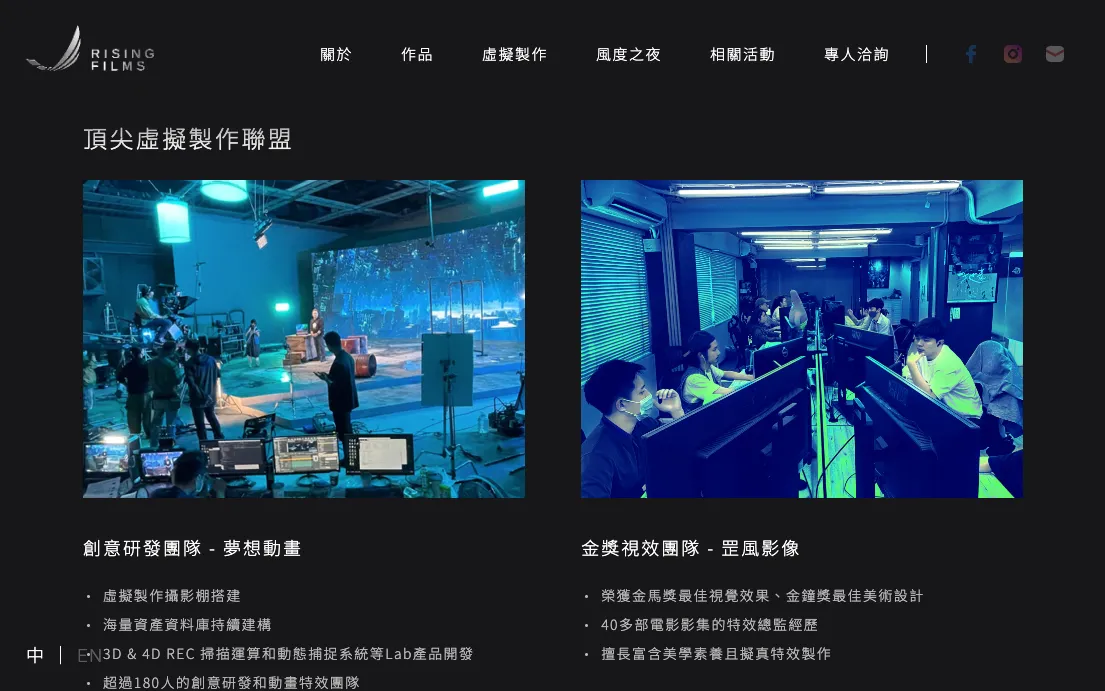 RISING
FILMS
關於 作品 虛擬製作 風度之夜 相關活動 專人洽詢
頂尖虛擬製作聯盟
創意研發團隊 - 夢想動畫
• 虛擬製作攝影棚搭建
• 海量資產資料庫持續建構
• 3D & 4D REC 掃描運算和動態捕捉系統等Lab產品開發
• 超過180人的創意研發和動畫特效團隊
金獎視效團隊 - 罡風影像
• 榮獲金馬獎最佳視覺效果、金鐘獎最佳美術設計
• 40多部電影影集的特效總監經歷
• 擅長富含美學素養且擬真特效製作
中 | EN